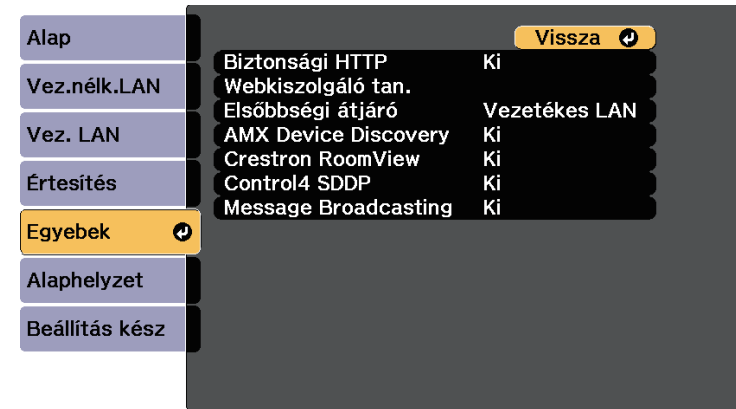 Alap
Vez.nélk.LAN
Vez. LAN
Értesítés
Egyebek
Alaphelyzet
Beállítás kész
Vissza
Biztonsági HTTP Ki
Webkiszolgáló tan.
Elsőbbségi átjáró Vezetékes LAN
AMX Device Discovery Ki
Crestron RoomView Ki
Control4 SDDP Ki
Message Broadcasting Ki